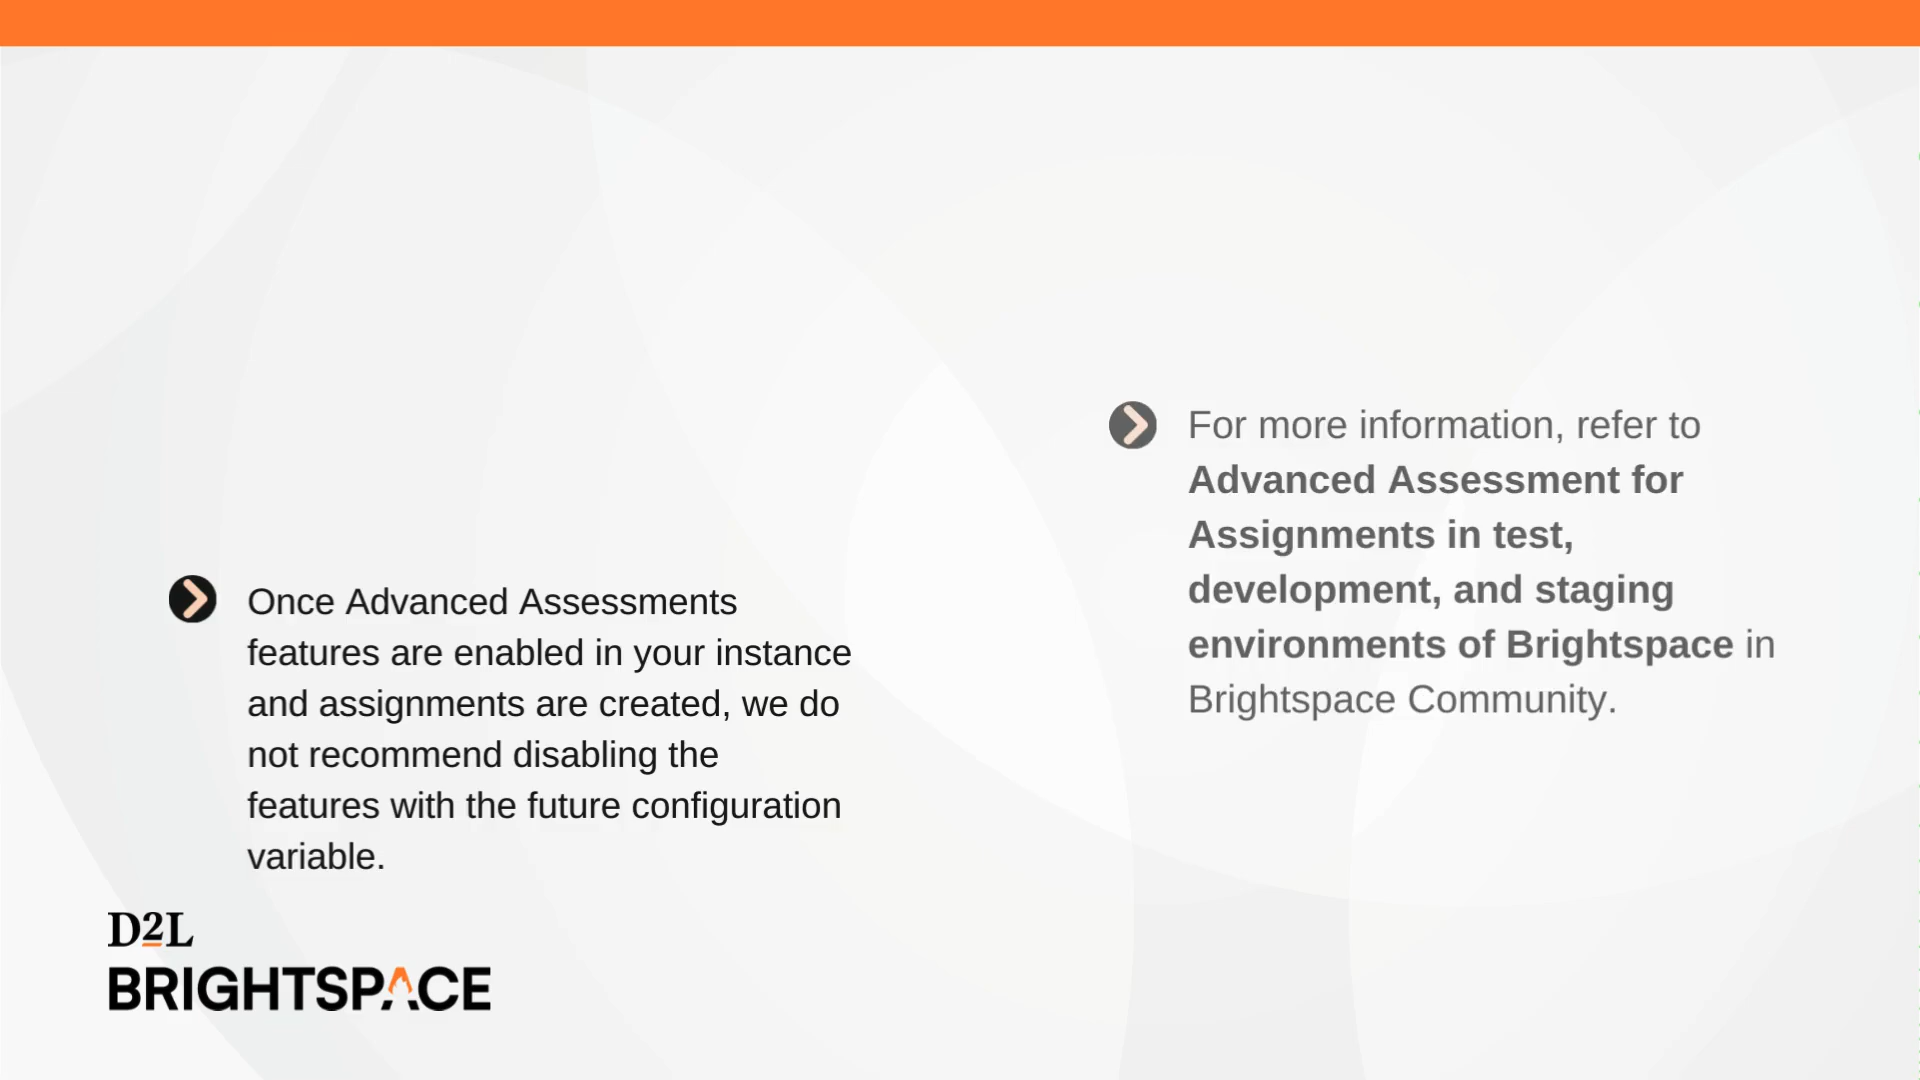 Once Advanced Assessments
features are enabled in your instance
and assignments are created, we do
not recommend disabling the
features with the future configuration
variable.
For more information, refer to
Advanced Assessment for
Assignments in test,
development, and staging
environments of Brightspace in
Brightspace Community.
D2L
BRIGHTSPACE